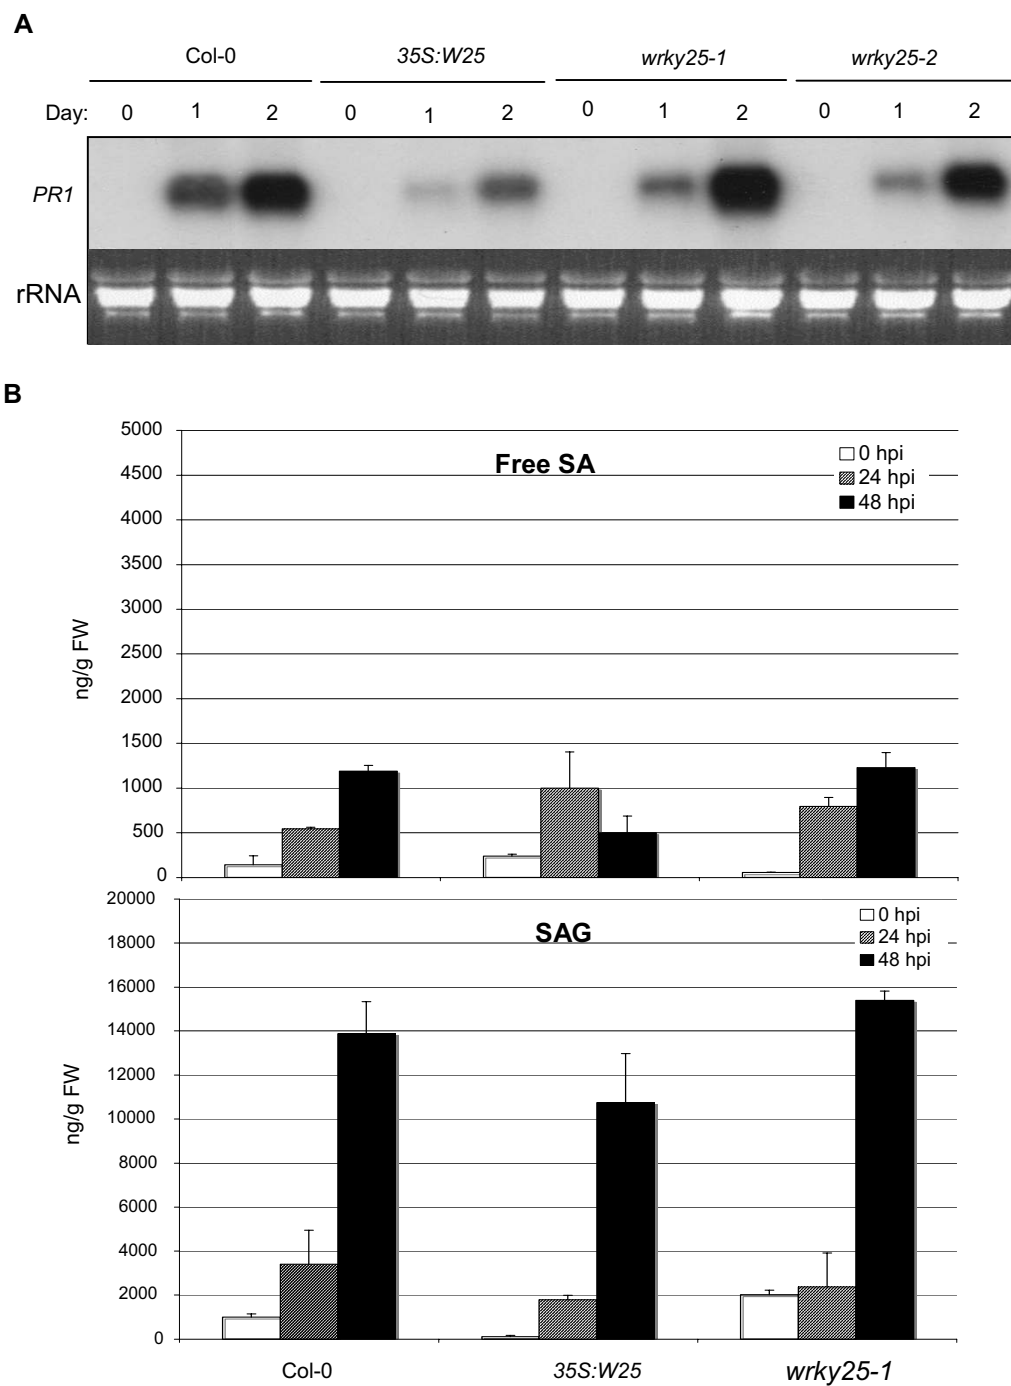 A
Col-0 35S:W25 wrky25-1 wrky25-2
Day: 0 1 2 0 1 2 0 1 2 0 1 2
PR1
rRNA
B
Free SA
0 hpi
24 hpi
48 hpi
5000
4500
4000
3500
3000
2500
2000
1500
1000
500
0
ng/g FW
SAG
0 hpi
24 hpi
48 hpi
20000
18000
16000
14000
12000
10000
8000
6000
4000
2000
0
ng/g FW
Col-0 35S:W25 wrky25-1